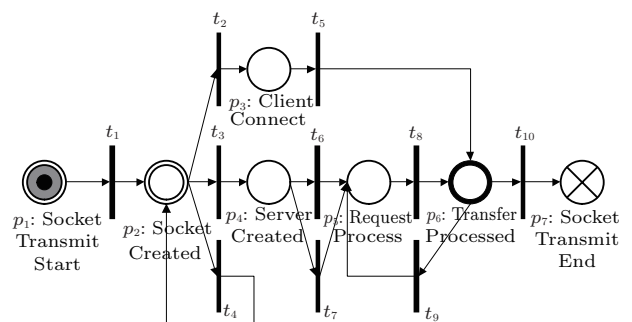 t2
t5
p3: Client
Connect
t1
t3
t6
t8
t10
p1: Socket
Transmit
Start
p2: Socket
Created
p4: Server
Created
Request
Process
p6: Transfer
Processed
p7: Socket
Transmit
End
t4
t7
t9